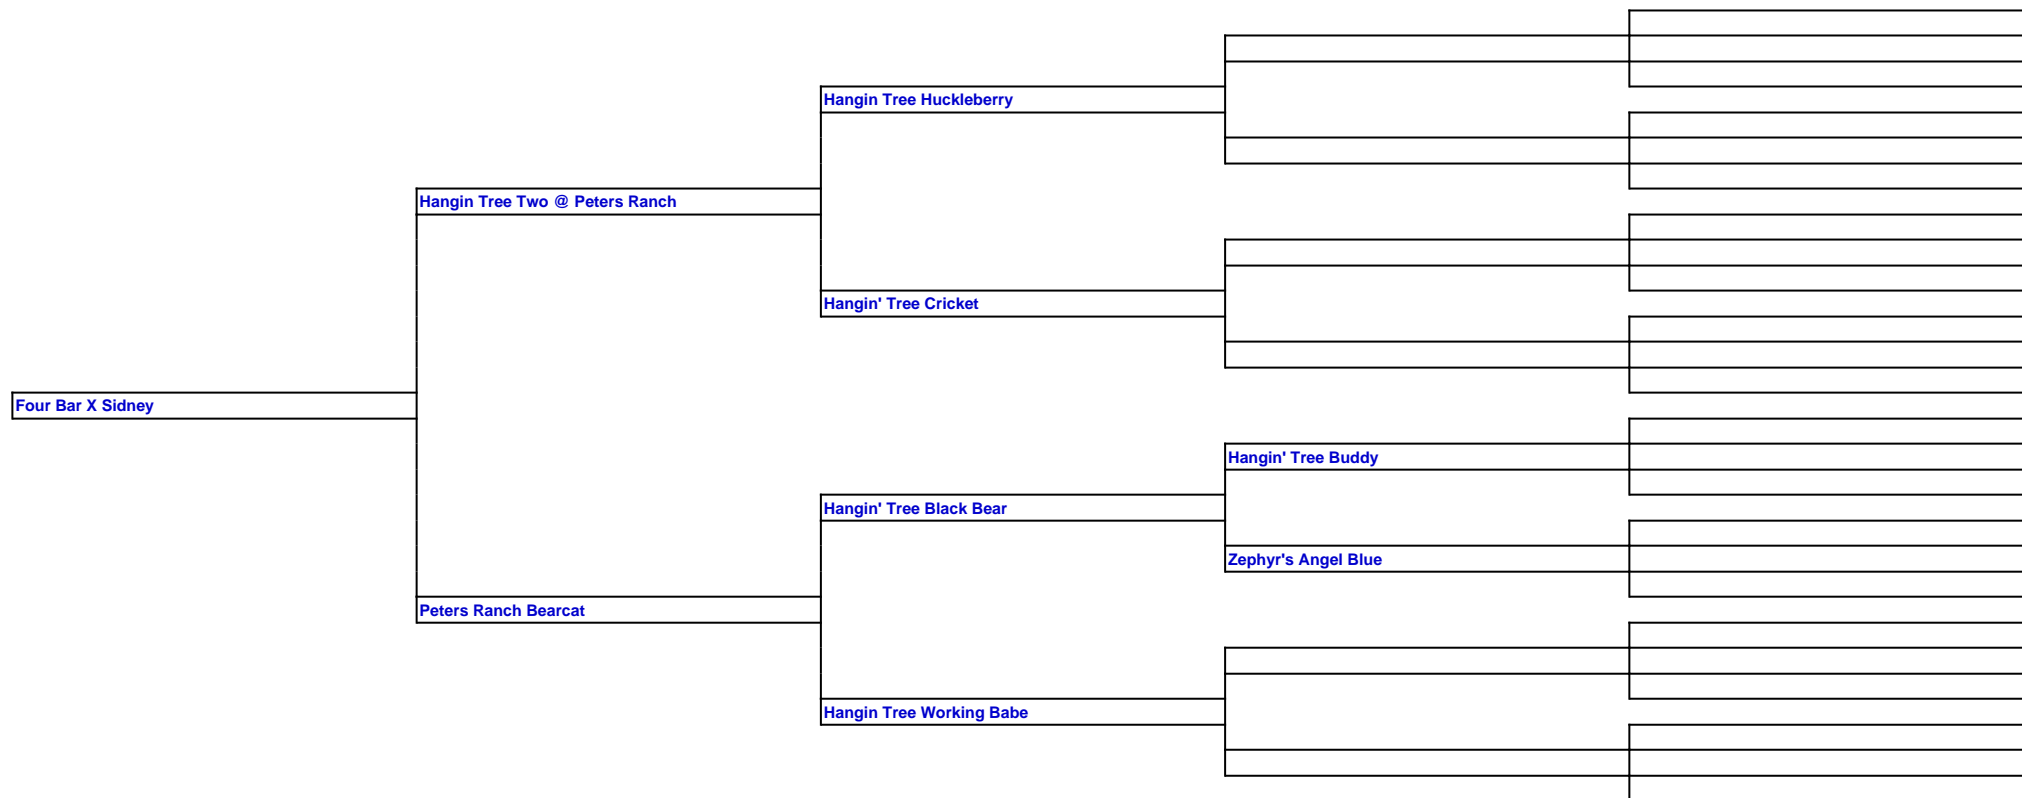 Hangin Tree Huckleberry
Hangin Tree Two @ Peters Ranch
Hangin' Tree Cricket
Four Bar X Sidney
Hangin' Tree Buddy
Hangin' Tree Black Bear
Zephyr's Angel Blue
Peters Ranch Bearcat
Hangin Tree Working Babe